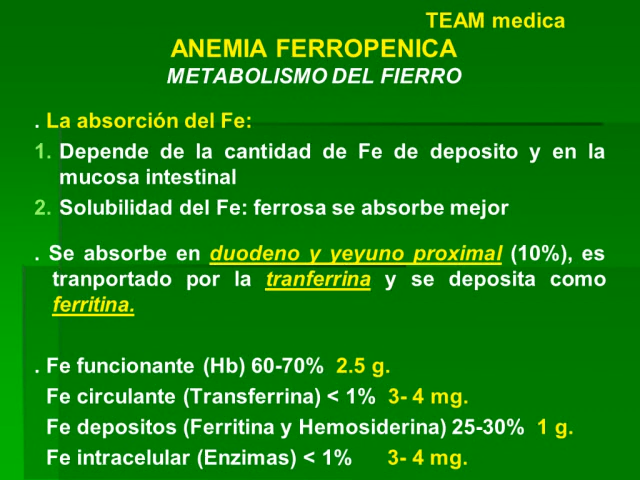 TEAM medica
ANEMIA FERROPENICA
METABOLISMO DEL FIERRO
. La absorción del Fe:
1. Depende de la cantidad de Fe de deposito y en la
mucosa intestinal
2. Solubilidad del Fe: ferrosa se absorbe mejor
. Se absorbe en duodeno y yeyuno proximal (10%), es
tranportado por la tranferrina y se deposita como
ferritina.
. Fe funcionante (Hb) 60-70% 2.5 g.
Fe circulante (Transferrina) < 1% 3- 4 mg.
Fe depositos (Ferritina y Hemosiderina) 25-30% 1 g.
Fe intracelular (Enzimas) < 1% 3- 4 mg.